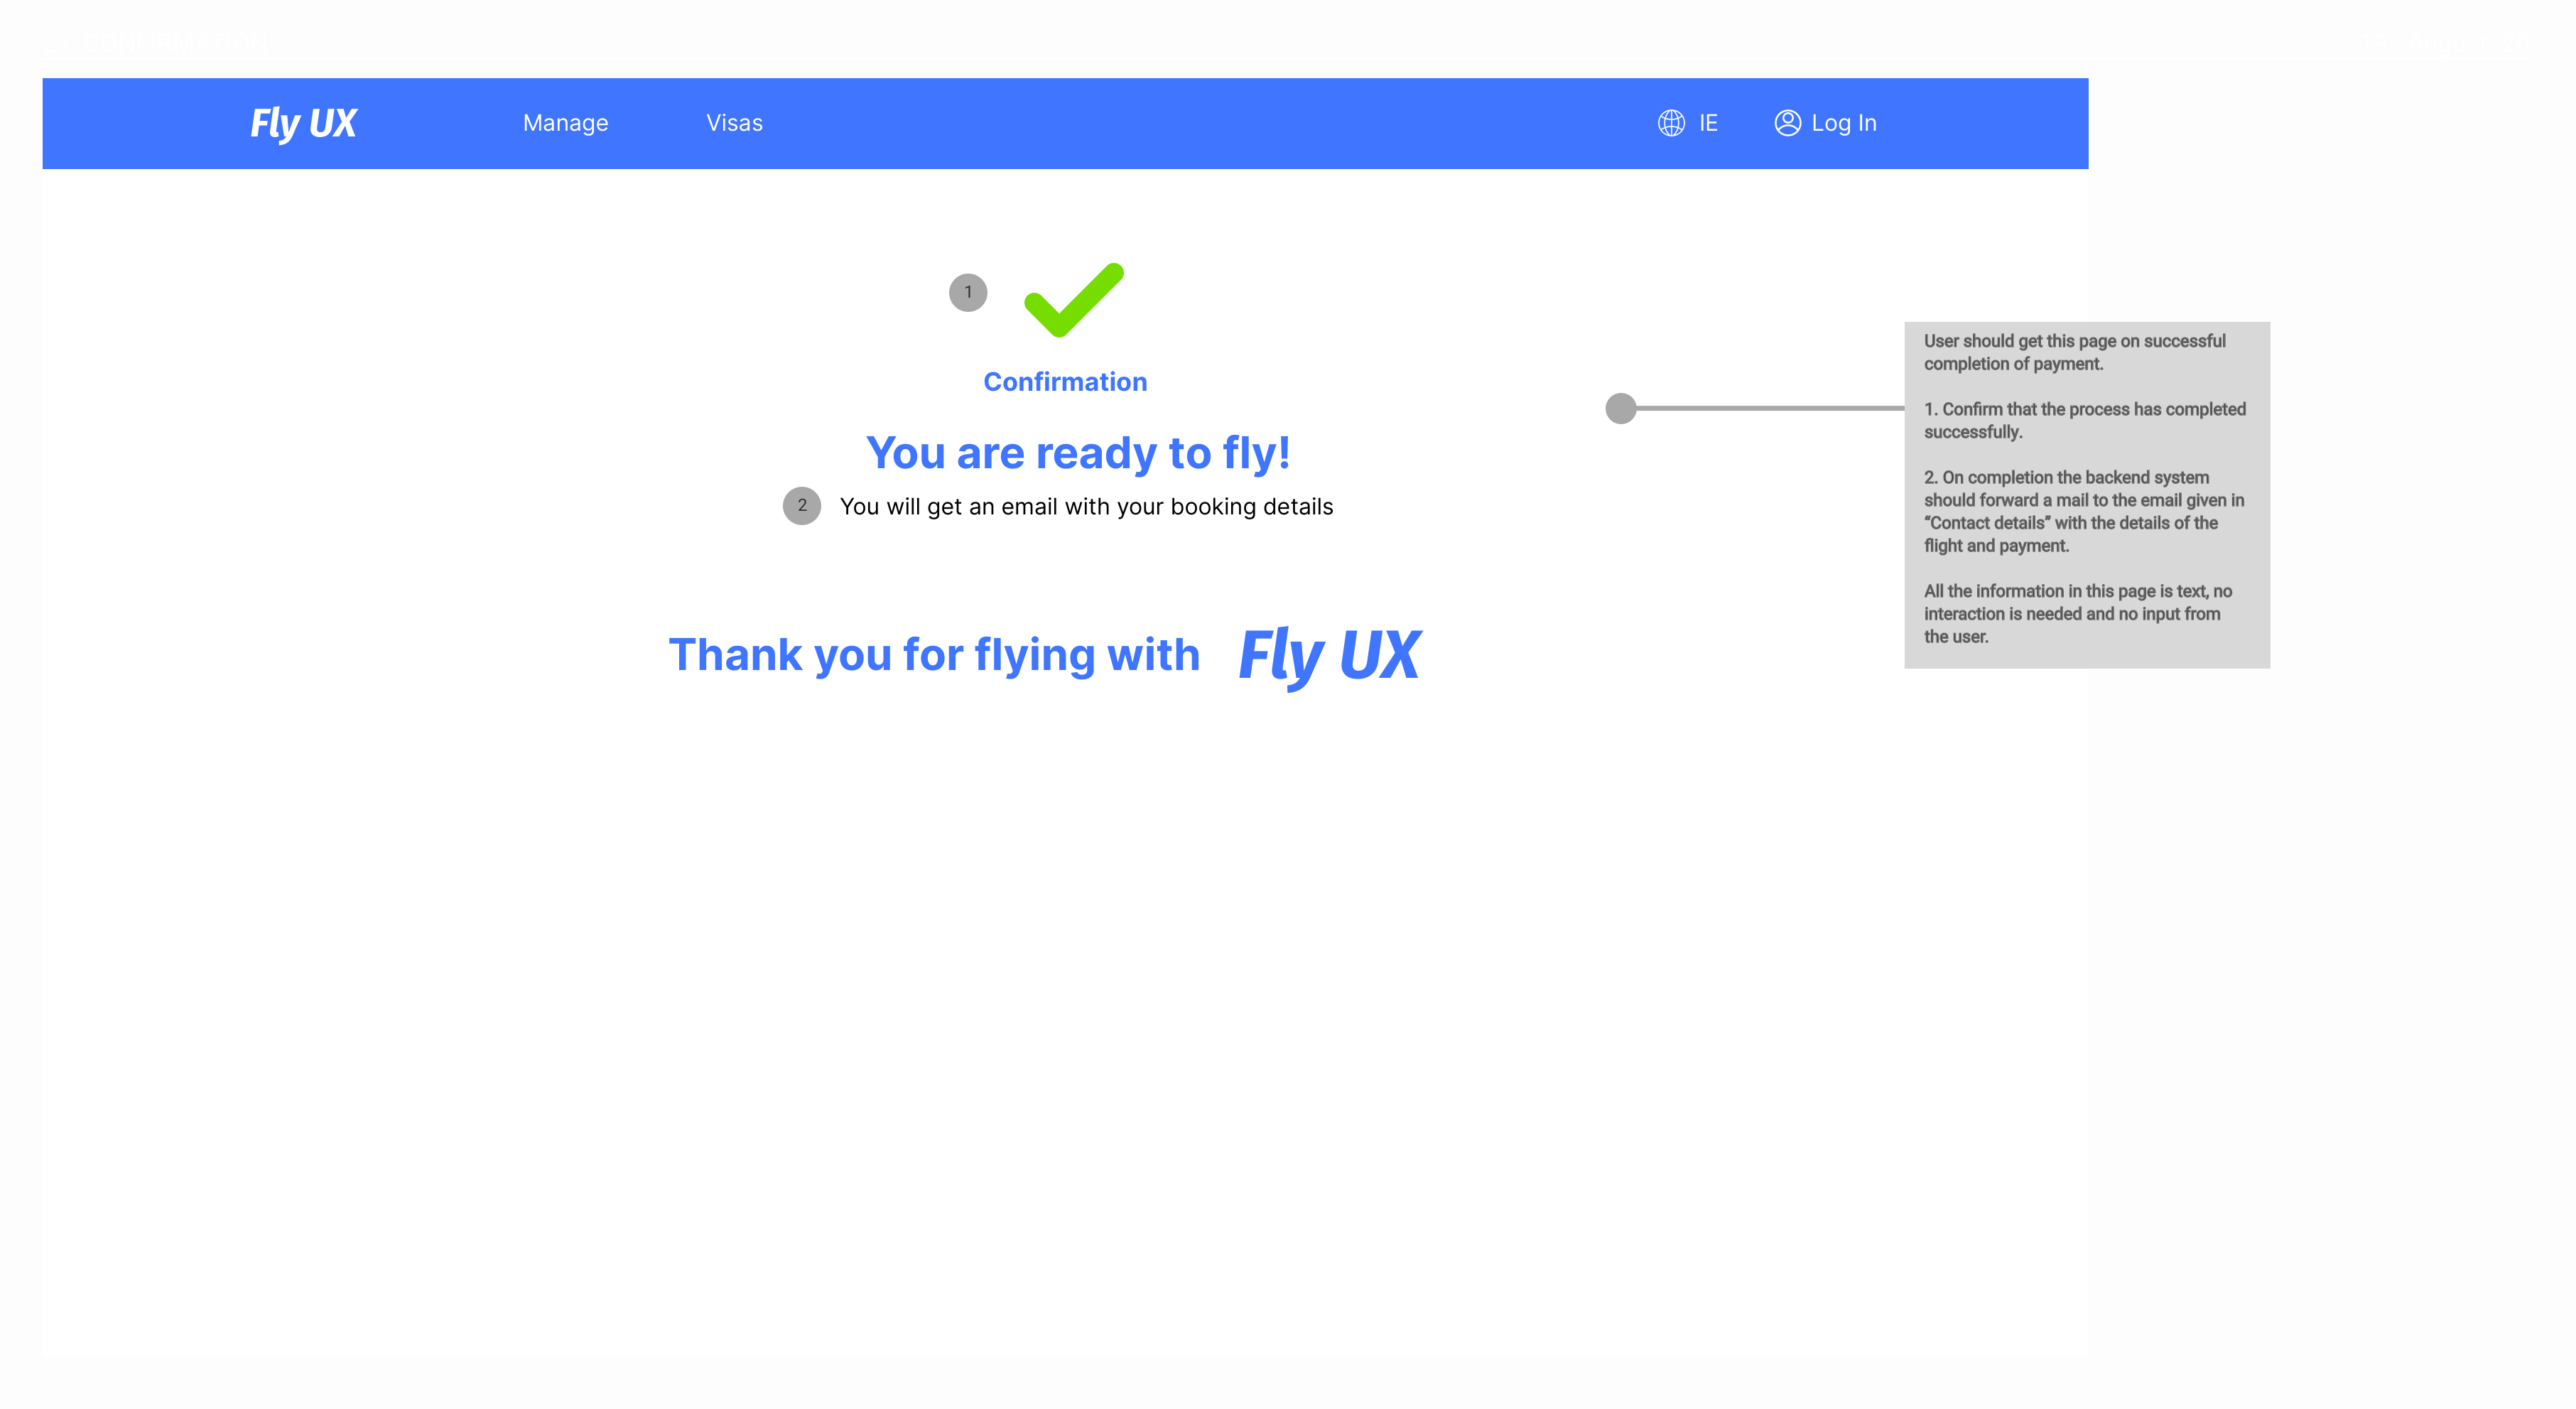 Fly UX
Manage
Visas
IE
Log In
1
Confirmation
You are ready to fly!
2
You will get an email with your booking details
Thank you for flying with
Fly UX
User should get this page on successful
completion of payment.
1. Confirm that the process has completed
successfully.
2. On completion the backend system
should forward a mail to the email given in
“Contact details” with the details of the
flight and payment.
All the information in this page is text, no
interaction is needed and no input from
the user.